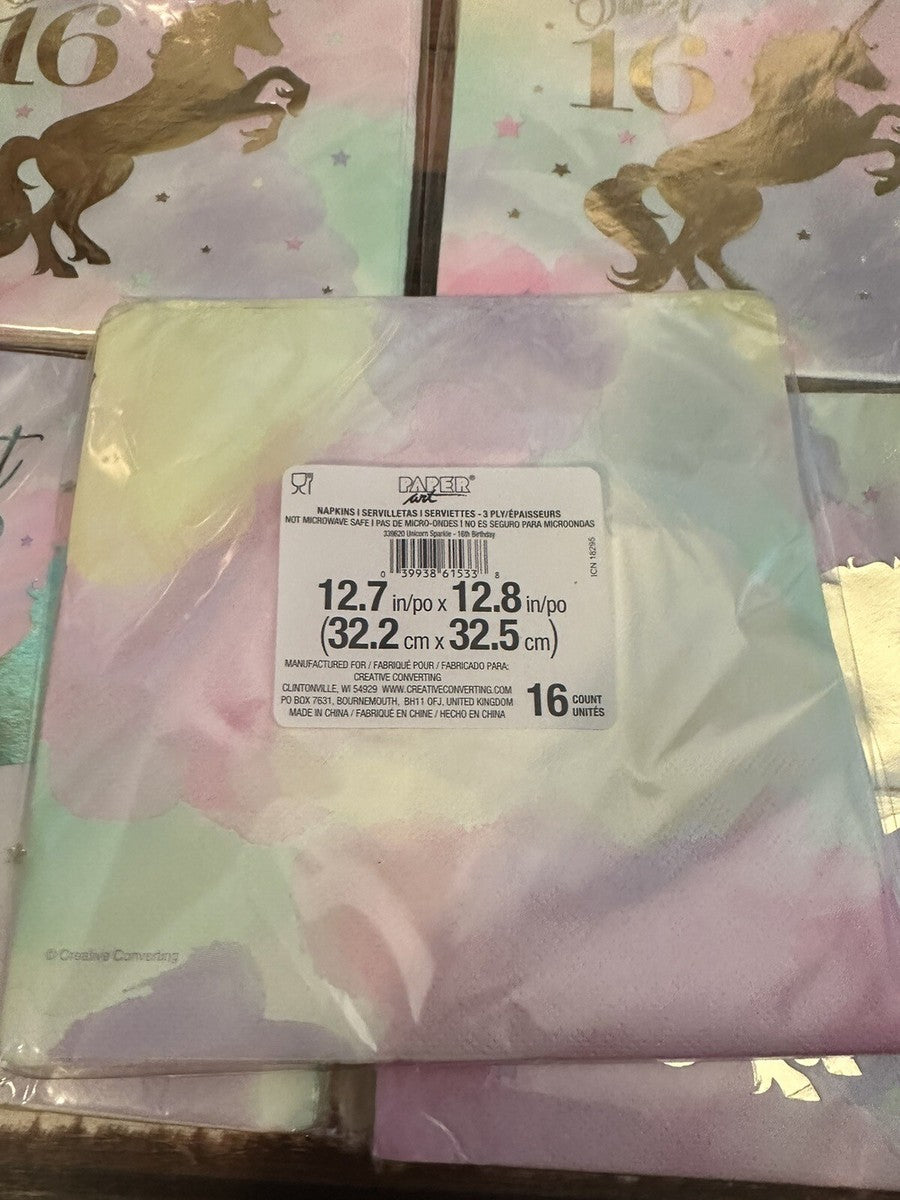 16
Sweet
16
t
PAPER®
art
NAPKINS | SERVILLETAS | SERVIETTES - 3 PLY/ÉPAISSEURS
NOT MICROWAVE SAFE | PAS DE MICRO-ONDES | NO ES SEGURO PARA MICROONDAS
339620 Unicorn Sparkle - 16th Birthday
0 39938 61533 8
ICN 18295
12.7 in/po x 12.8 in/po
(32.2 cm x 32.5 cm)
MANUFACTURED FOR / FABRIQUÉ POUR / FABRICADO PARA:
CREATIVE CONVERTING
CLINTONVILLE, WI 54929 WWW.CREATIVECONVERTING.COM
PO BOX 7631, BOURNEMOUTH, BH11 0FJ, UNITED KINGDOM
MADE IN CHINA / FABRIQUÉ EN CHINE / HECHO EN CHINA
16 COUNT
UNITÉS
© Creative Converting